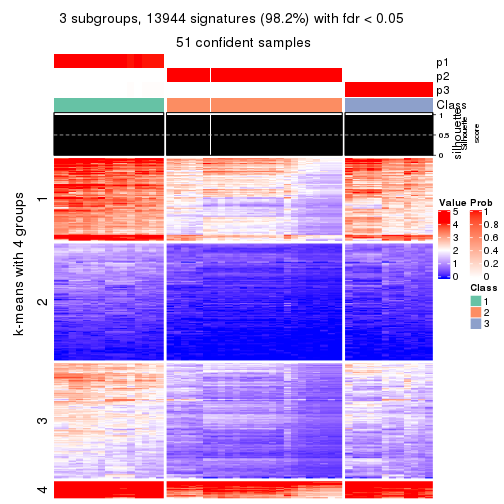 3 subgroups, 13944 signatures (98.2%) with fdr < 0.05
51 confident samples
p1
p2
p3
Class
1
0.5
0
silhouette
Silhouette
score
k-means with 4 groups
1
2
3
4
Value
5
4
3
2
1
0
Prob
1
0.8
0.6
0.4
0.2
0
Class
1
2
3